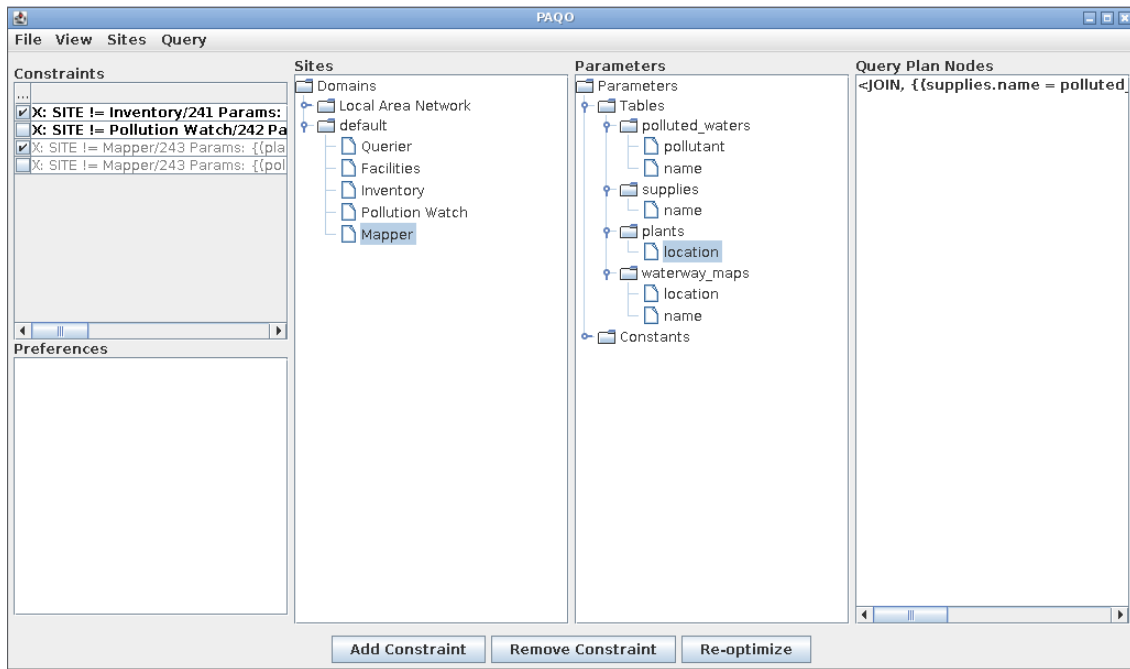 PAQO
File View Sites Query
Constraints
...
X: SITE != Inventory/241 Params:
X: SITE != Pollution Watch/242 Pa
X: SITE != Mapper/243 Params: {(pla
X: SITE != Mapper/243 Params: {(pol
Preferences
Sites
Domains
Local Area Network
default
Querier
Facilities
Inventory
Pollution Watch
Mapper
Parameters
Parameters
Tables
polluted_waters
pollutant
name
supplies
name
plants
location
waterway_maps
location
name
Constants
Query Plan Nodes
<JOIN, {(supplies.name = polluted_
Add Constraint Remove Constraint Re-optimize